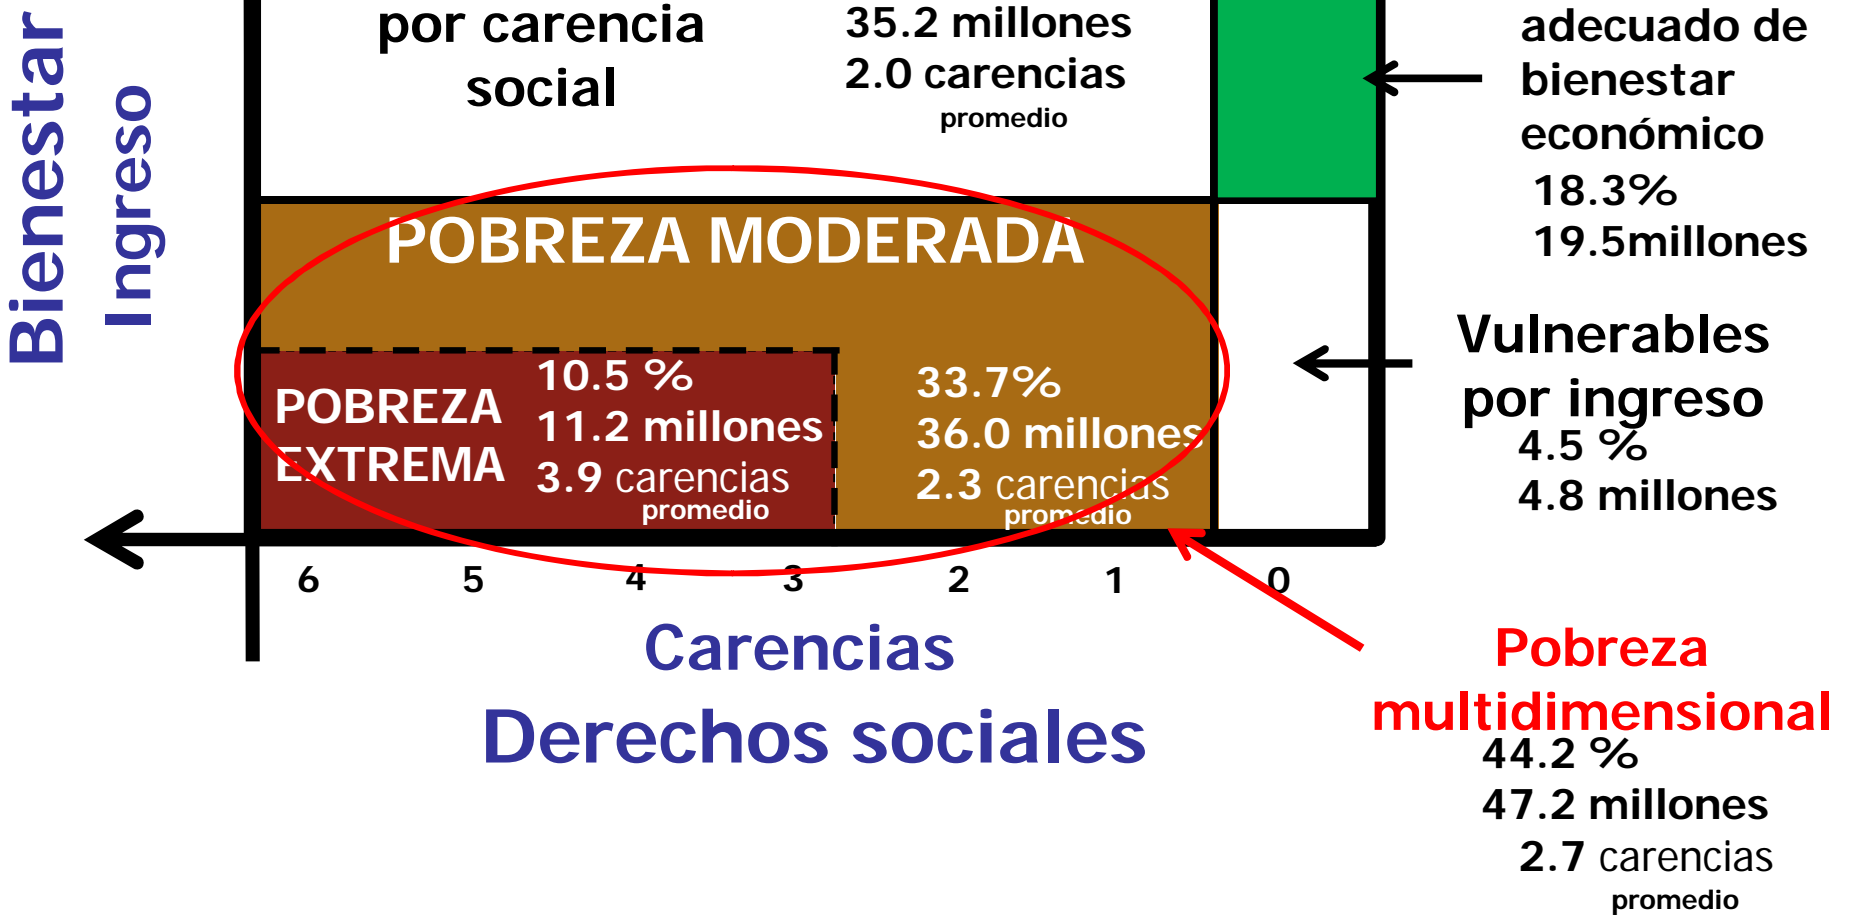 Bienestar
Ingreso
por carencia
social
35.2 millones
2.0 carencias
promedio
adecuado de
bienestar
económico
18.3%
19.5millones
POBREZA MODERADA
POBREZA
EXTREMA
10.5 %
11.2 millones
3.9 carencias
promedio
33.7%
36.0 millones
2.3 carencias
promedio
Vulnerables
por ingreso
4.5 %
4.8 millones
6 5 4 3 2 1 0
Carencias
Derechos sociales
Pobreza
multidimensional
44.2 %
47.2 millones
2.7 carencias
promedio